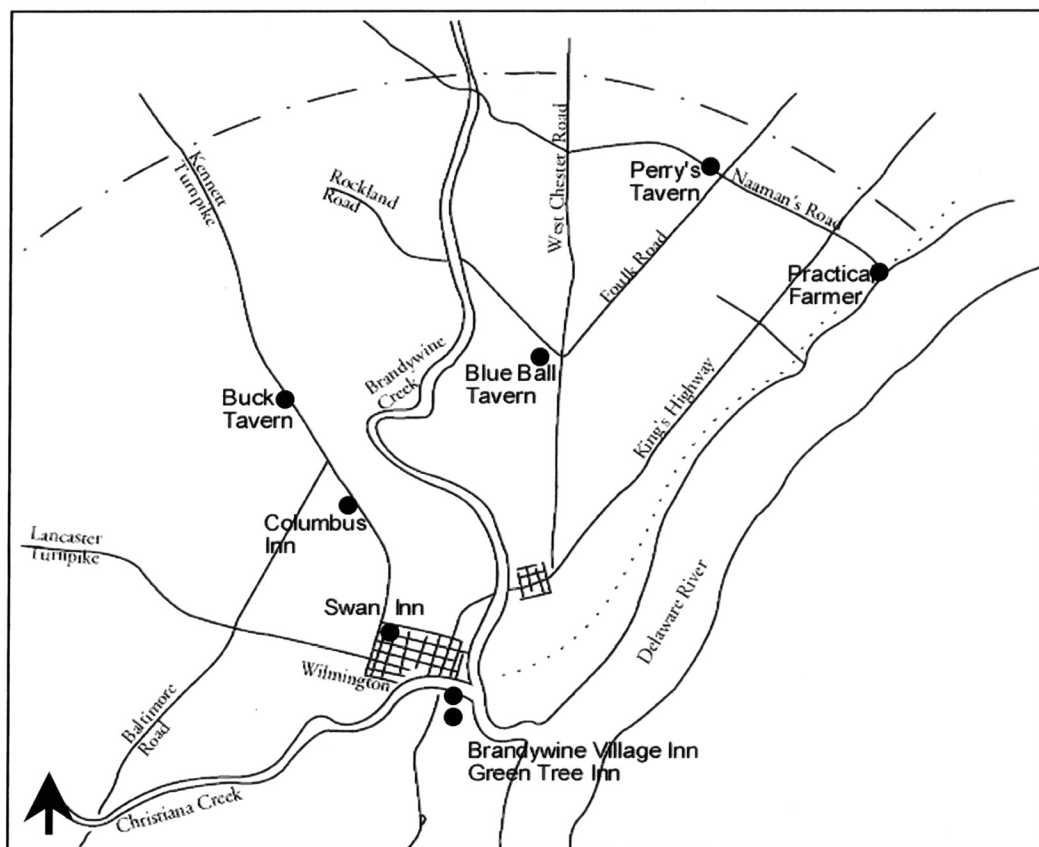 Kennett
Turnpike
Rockland
Road
West Chester Road
Perry's
Tavern
Naaman's Road
Foulk Road
Practical
Farmer
Brandywine
Creek
Blue Ball
Tavern
King's Highway
Buck
Tavern
Columbus
Inn
Lancaster
Turnpike
Swan Inn
Wilmington
Delaware River
Baltimore
Road
Brandywine Village Inn
Green Tree Inn
Christiana Creek